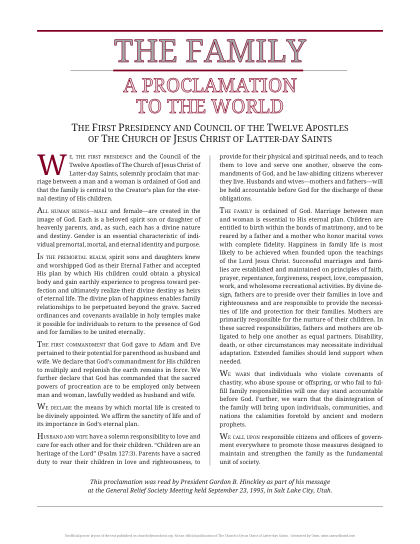 THE FAMILY
A PROCLAMATION
TO THE WORLD
THE FIRST PRESIDENCY AND COUNCIL OF THE TWELVE APOSTLES
OF THE CHURCH OF JESUS CHRIST OF LATTER-DAY SAINTS
WE, THE FIRST PRESIDENCY and the Council of the
Twelve Apostles of The Church of Jesus Christ of
Latter-day Saints, solemnly proclaim that mar-
riage between a man and a woman is ordained of God and
that the family is central to the Creator's plan for the eter-
nal destiny of His children.
ALL HUMAN BEINGS—MALE and female—are created in the
image of God. Each is a beloved spirit son or daughter of
heavenly parents, and, as such, each has a divine nature
and destiny. Gender is an essential characteristic of indi-
vidual premortal, mortal, and eternal identity and purpose.
IN THE PREMORTAL REALM, spirit sons and daughters knew
and worshipped God as their Eternal Father and accepted
His plan by which His children could obtain a physical
body and gain earthly experience to progress toward per-
fection and ultimately realize their divine destiny as heirs
of eternal life. The divine plan of happiness enables family
relationships to be perpetuated beyond the grave. Sacred
ordinances and covenants available in holy temples make
it possible for individuals to return to the presence of God
and for families to be united eternally.
THE FIRST COMMANDMENT that God gave to Adam and Eve
pertained to their potential for parenthood as husband and
wife. We declare that God's commandment for His children
to multiply and replenish the earth remains in force. We
further declare that God has commanded that the sacred
powers of procreation are to be employed only between
man and woman, lawfully wedded as husband and wife.
WE DECLARE the means by which mortal life is created to
be divinely appointed. We affirm the sanctity of life and of
its importance in God's eternal plan.
HUSBAND AND WIFE have a solemn responsibility to love and
care for each other and for their children. "Children are an
heritage of the Lord" (Psalm 127:3). Parents have a sacred
duty to rear their children in love and righteousness, to
provide for their physical and spiritual needs, and to teach
them to love and serve one another, observe the com-
mandments of God, and be law-abiding citizens wherever
they live. Husbands and wives—mothers and fathers—will
be held accountable before God for the discharge of these
obligations.
THE FAMILY is ordained of God. Marriage between man
and woman is essential to His eternal plan. Children are
entitled to birth within the bonds of matrimony, and to be
reared by a father and a mother who honor marital vows
with complete fidelity. Happiness in family life is most
likely to be achieved when founded upon the teachings
of the Lord Jesus Christ. Successful marriages and fami-
lies are established and maintained on principles of faith,
prayer, repentance, forgiveness, respect, love, compassion,
work, and wholesome recreational activities. By divine de-
sign, fathers are to preside over their families in love and
righteousness and are responsible to provide the necessi-
ties of life and protection for their families. Mothers are
primarily responsible for the nurture of their children. In
these sacred responsibilities, fathers and mothers are ob-
ligated to help one another as equal partners. Disability,
death, or other circumstances may necessitate individual
adaptation. Extended families should lend support when
needed.
WE WARN that individuals who violate covenants of
chastity, who abuse spouse or offspring, or who fail to ful-
fill family responsibilities will one day stand accountable
before God. Further, we warn that the disintegration of
the family will bring upon individuals, communities, and
nations the calamities foretold by ancient and modern
prophets.
WE CALL UPON responsible citizens and officers of govern-
ment everywhere to promote those measures designed to
maintain and strengthen the family as the fundamental
unit of society.
This proclamation was read by President Gordon B. Hinckley as part of his message
at the General Relief Society Meeting held September 23, 1995, in Salt Lake City, Utah.